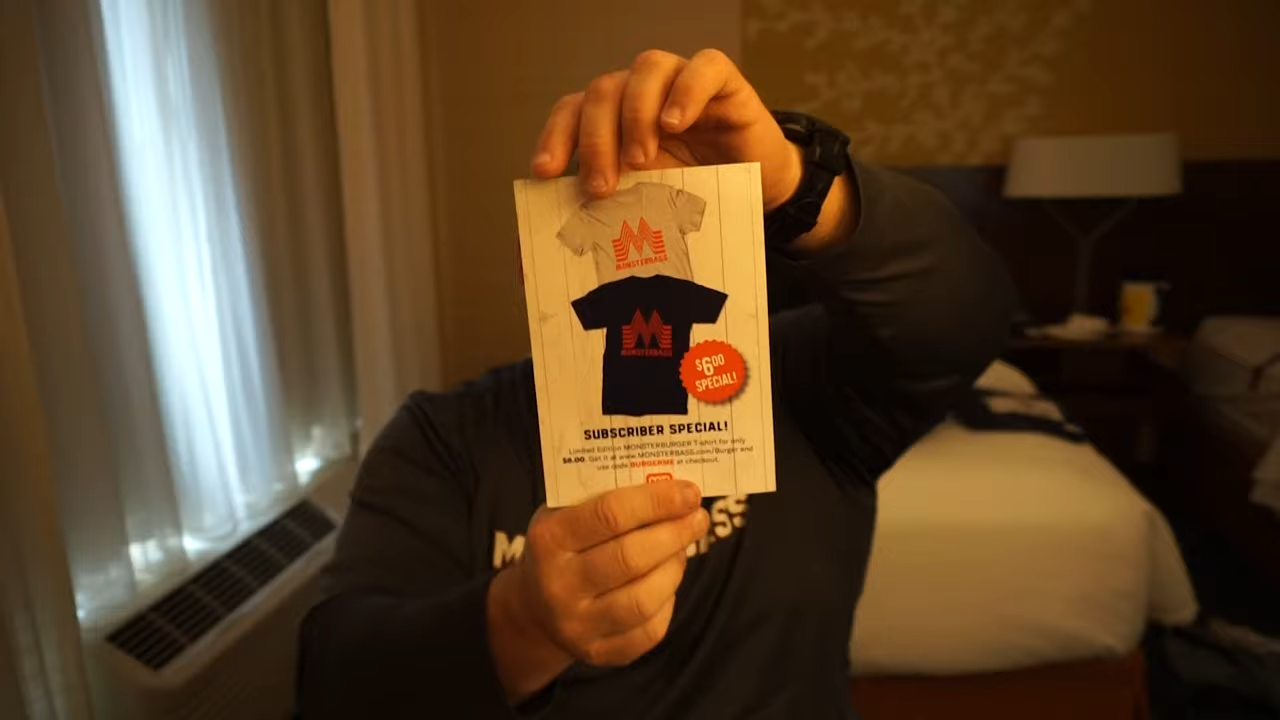 MONSTERBASS
MONSTERBASS
$6.00
SPECIAL!
SUBSCRIBER SPECIAL!
Limited Edition MONSTERBURGER T-shirt for only
$6.00. Get it at www.MONSTERBASS.com/Burger and
use code BURGERME at checkout.
M ASS